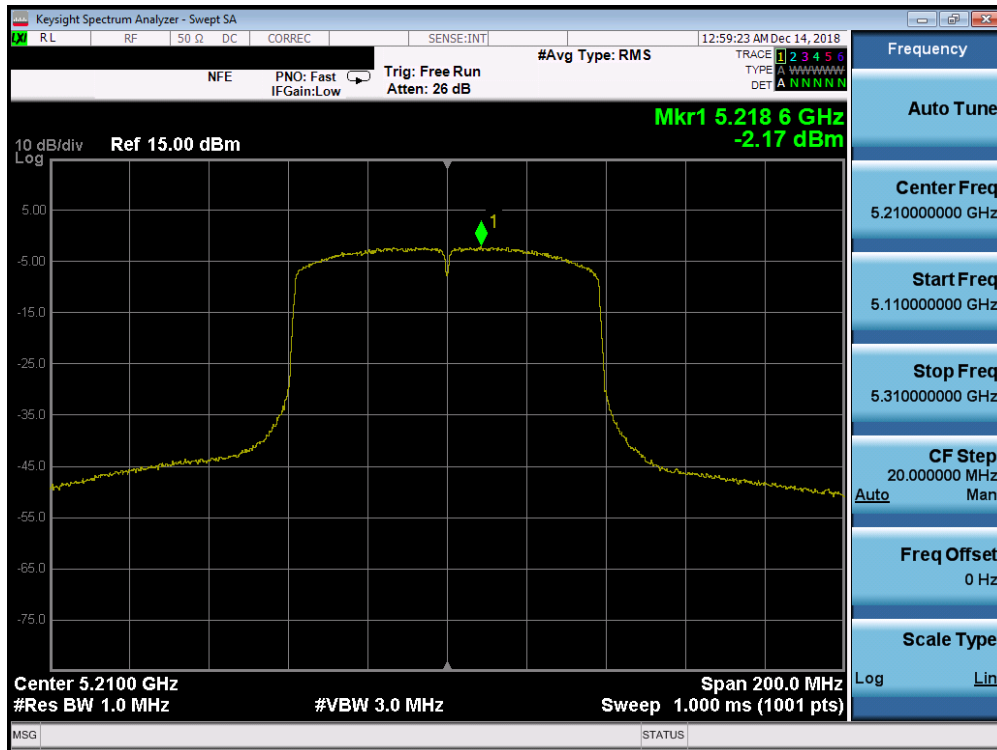 Keysight Spectrum Analyzer - Swept SA
LXI RL RF 50 Ω DC CORREC SENSE:INT 12:59:23 AM Dec 14, 2018
NFE PNO: Fast Trig: Free Run #Avg Type: RMS TRACE 1 2 3 4 5 6
IFGain:Low Atten: 26 dB TYPE A WWWWW
DET A N N N N N
Mkr1 5.218 6 GHz
-2.17 dBm
10 dB/div Ref 15.00 dBm
Log
5.00
1
-5.00
-15.0
-25.0
-35.0
-45.0
-55.0
-65.0
-75.0
Center 5.2100 GHz Span 200.0 MHz
#Res BW 1.0 MHz #VBW 3.0 MHz Sweep 1.000 ms (1001 pts)
MSG STATUS
Frequency
Auto Tune
Center Freq
5.210000000 GHz
Start Freq
5.110000000 GHz
Stop Freq
5.310000000 GHz
CF Step
20.000000 MHz
Auto Man
Freq Offset
0 Hz
Scale Type
Log Lin